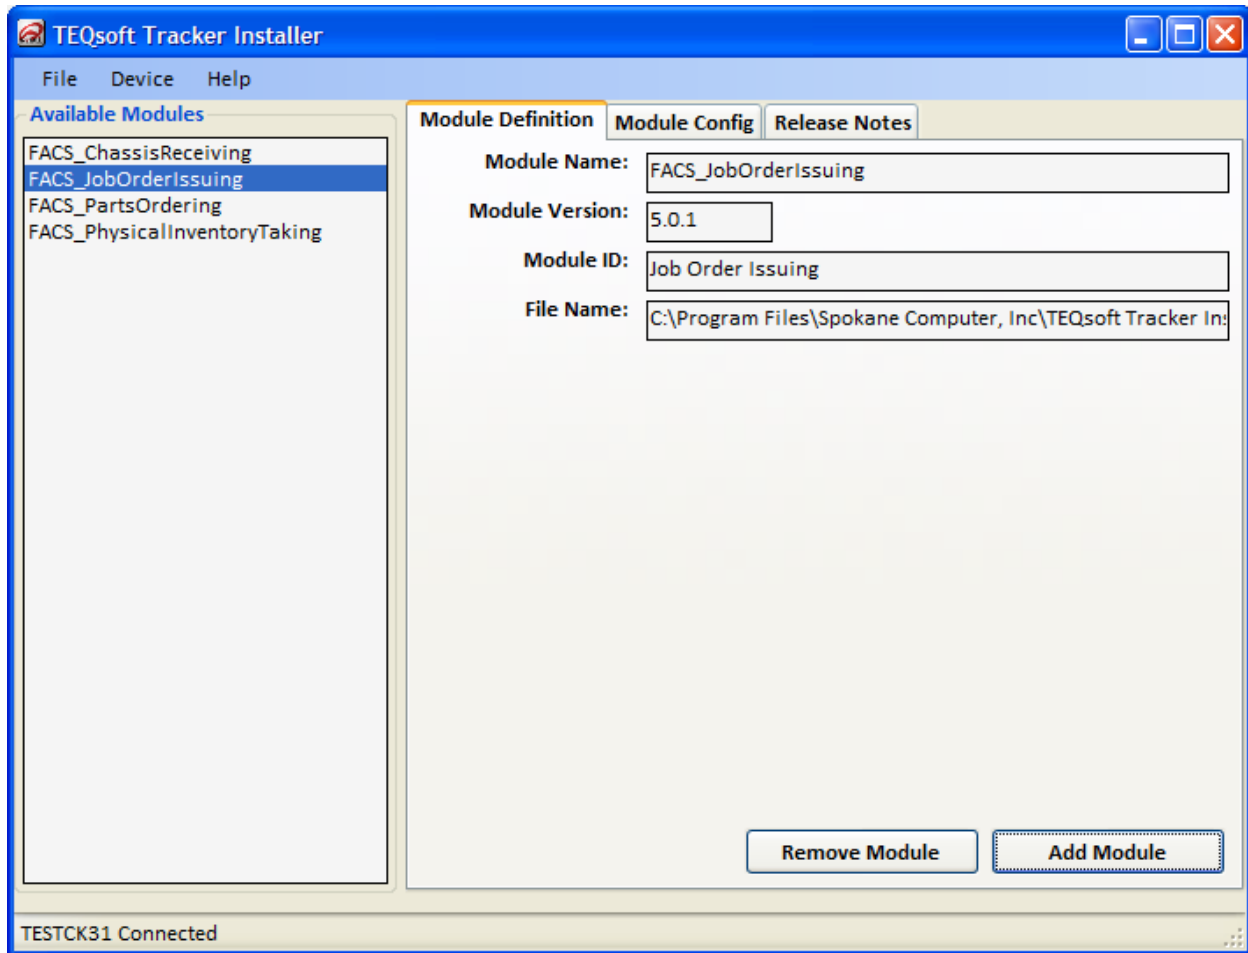 TEQsoft Tracker Installer
File Device Help
Available Modules
FACS_ChassisReceiving
FACS_JobOrderIssuing
FACS_PartsOrdering
FACS_PhysicalInventoryTaking
Module Definition Module Config Release Notes
Module Name: FACS_JobOrderIssuing
Module Version: 5.0.1
Module ID: Job Order Issuing
File Name: C:\Program Files\Spokane Computer, Inc\TEQsoft Tracker Ins
Remove Module Add Module
TESTCK31 Connected